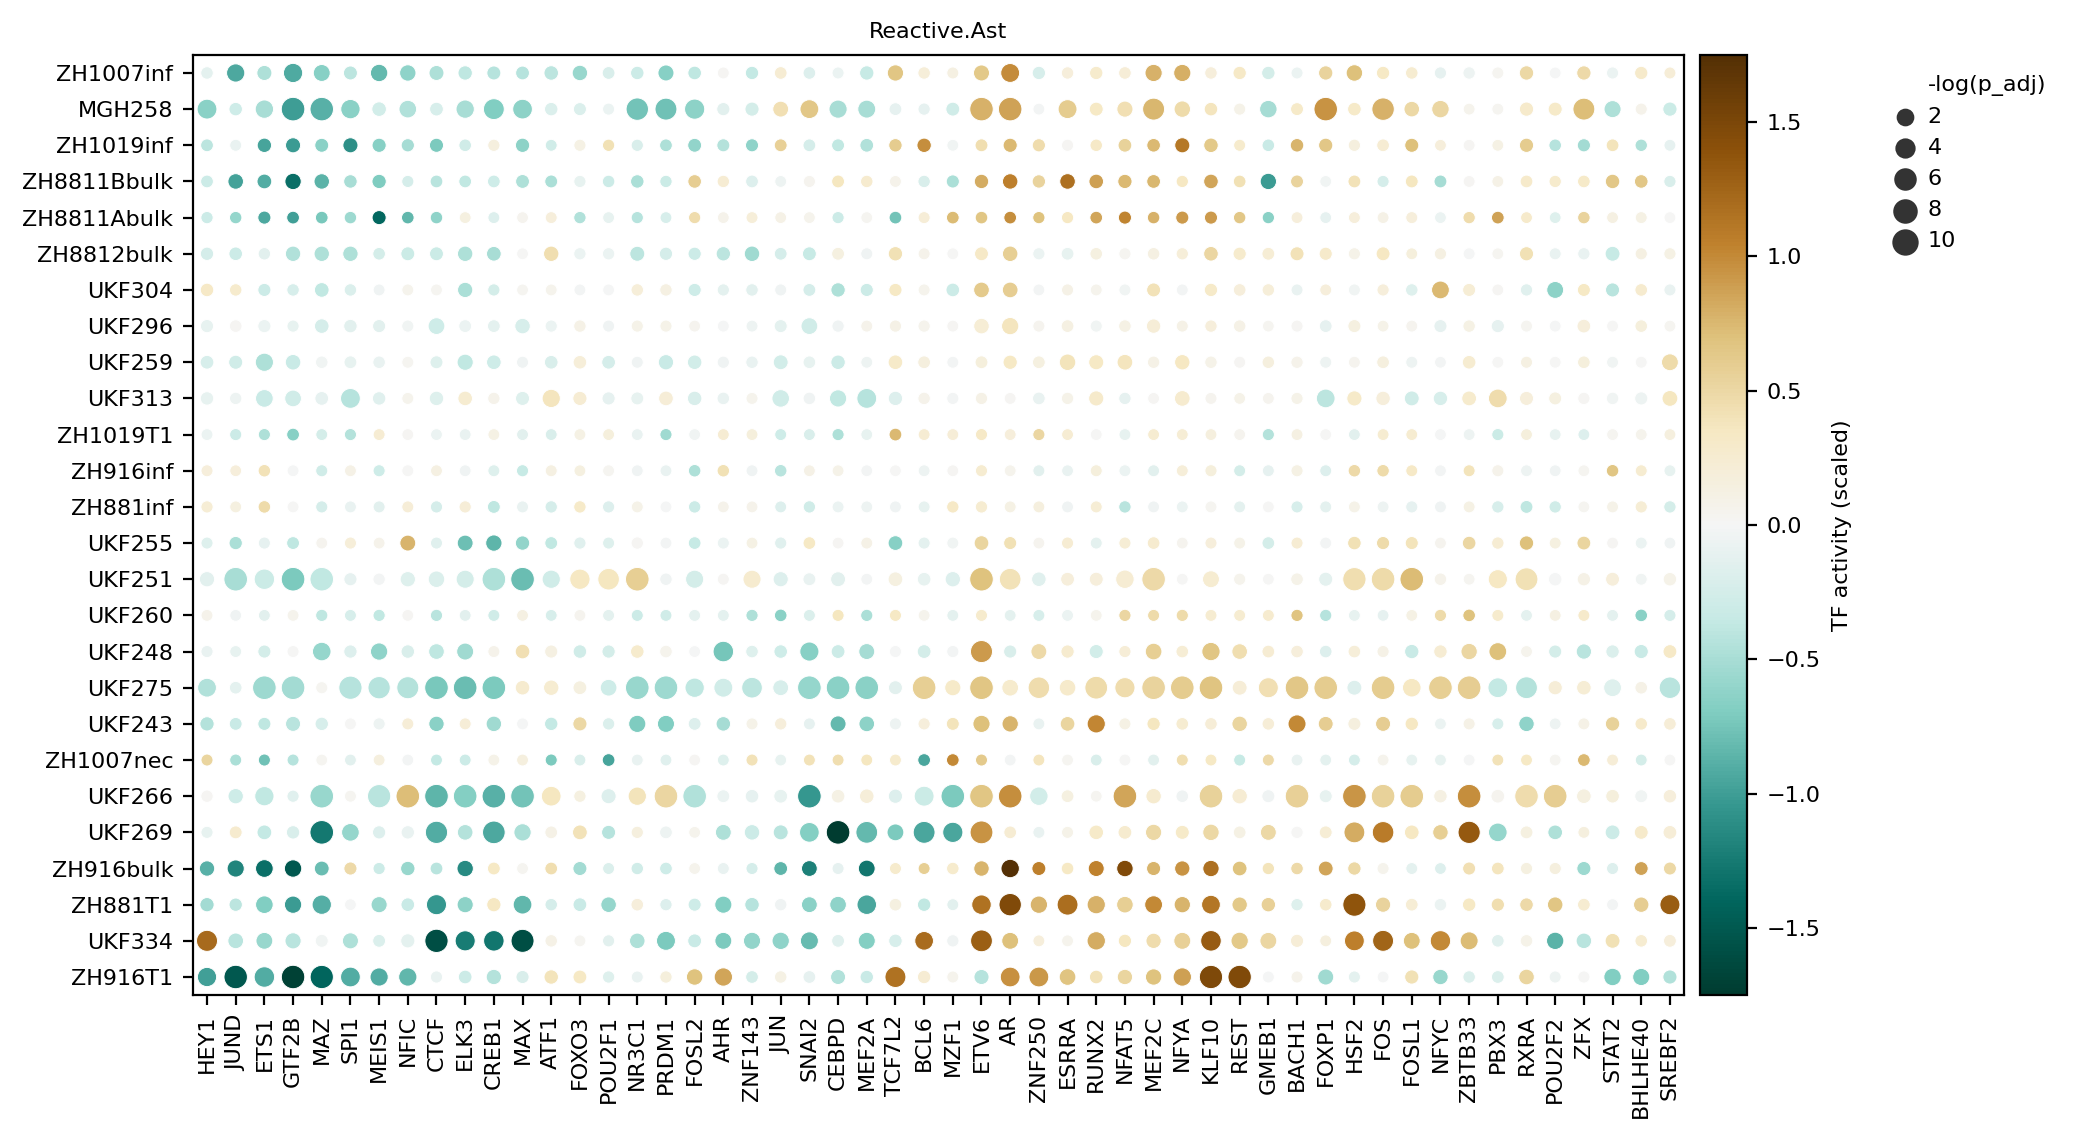 Reactive.Ast
ZH1007inf
MGH258
ZH1019inf
ZH8811Bbulk
ZH8811Abulk
ZH8812bulk
UKF304
UKF296
UKF259
UKF313
ZH1019T1
ZH916inf
ZH881inf
UKF255
UKF251
UKF260
UKF248
UKF275
UKF243
ZH1007nec
UKF266
UKF269
ZH916bulk
ZH881T1
UKF334
ZH916T1
HEY1
JUND
ETS1
GTF2B
MAZ
SPI1
MEIS1
NFIC
CTCF
ELK3
CREB1
MAX
ATF1
FOXO3
POU2F1
NR3C1
PRDM1
FOSL2
AHR
ZNF143
JUN
SNAI2
CEBPD
MEF2A
TCF7L2
BCL6
MZF1
ETV6
AR
ZNF250
ESRRA
RUNX2
NFAT5
MEF2C
NFYA
KLF10
REST
GMEB1
BACH1
FOXP1
HSF2
FOS
FOSL1
NFYC
ZBTB33
PBX3
RXRA
POU2F2
ZFX
STAT2
BHLHE40
SREBF2
1.5
1.0
0.5
0.0
−0.5
−1.0
−1.5
TF activity (scaled)
-log(p_adj)
2
4
6
8
10